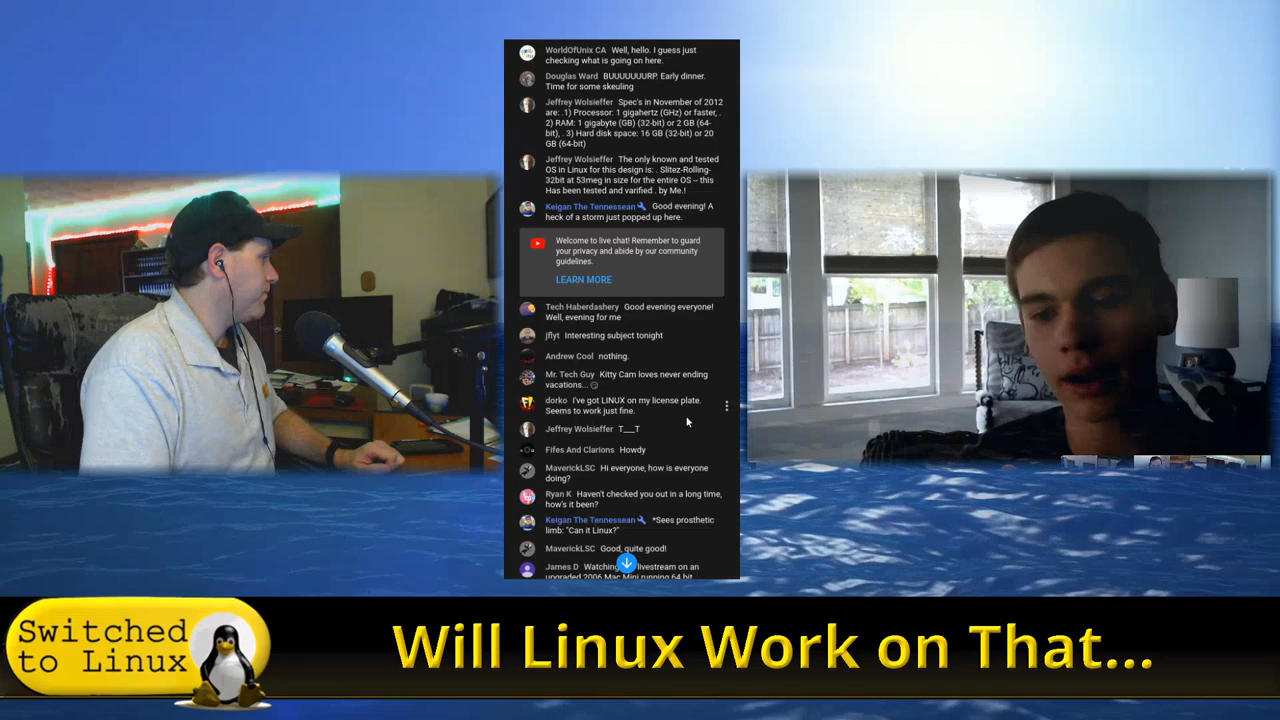 WorldOfUnix CA Well, hello. I guess just
checking what is going on here.
Douglas Ward BUUUUUUURP. Early dinner.
Time for some skeuling
Jeffrey Wolsieffer Spec's in November of 2012
are: .1) Processor: 1 gigahertz (GHz) or faster, .
2) RAM: 1 gigabyte (GB) (32-bit) or 2 GB (64-
bit), . 3) Hard disk space: 16 GB (32-bit) or 20
GB (64-bit)
Jeffrey Wolsieffer The only known and tested
OS in Linux for this design is: . Slitez-Rolling-
32bit at 53meg in size for the entire OS -- this
Has been tested and varified . by Me.!
Keigan The Tennessean Good evening! A
heck of a storm just popped up here.
Welcome to live chat! Remember to guard
your privacy and abide by our community
guidelines.
LEARN MORE
Tech Haberdashery Good evening everyone!
Well, evening for me
Jflyt Interesting subject tonight
Andrew Cool nothing.
Mr. Tech Guy Kitty Cam loves never ending
vacations...
dorko I've got LINUX on my license plate.
Seems to work just fine.
Jeffrey Wolsieffer T___T
Fifes And Clarions Howdy
MaverickLSC Hi everyone, how is everyone
doing?
Ryan K Haven't checked you out in a long time,
how's it been?
Keigan The Tennessean *Sees prosthetic
limb: "Can it Linux?"
MaverickLSC Good, quite good!
James D Watching livestream on an
upgraded 2006 Mac Mini running 64 bit
Switched
to Linux
Will Linux Work on That...